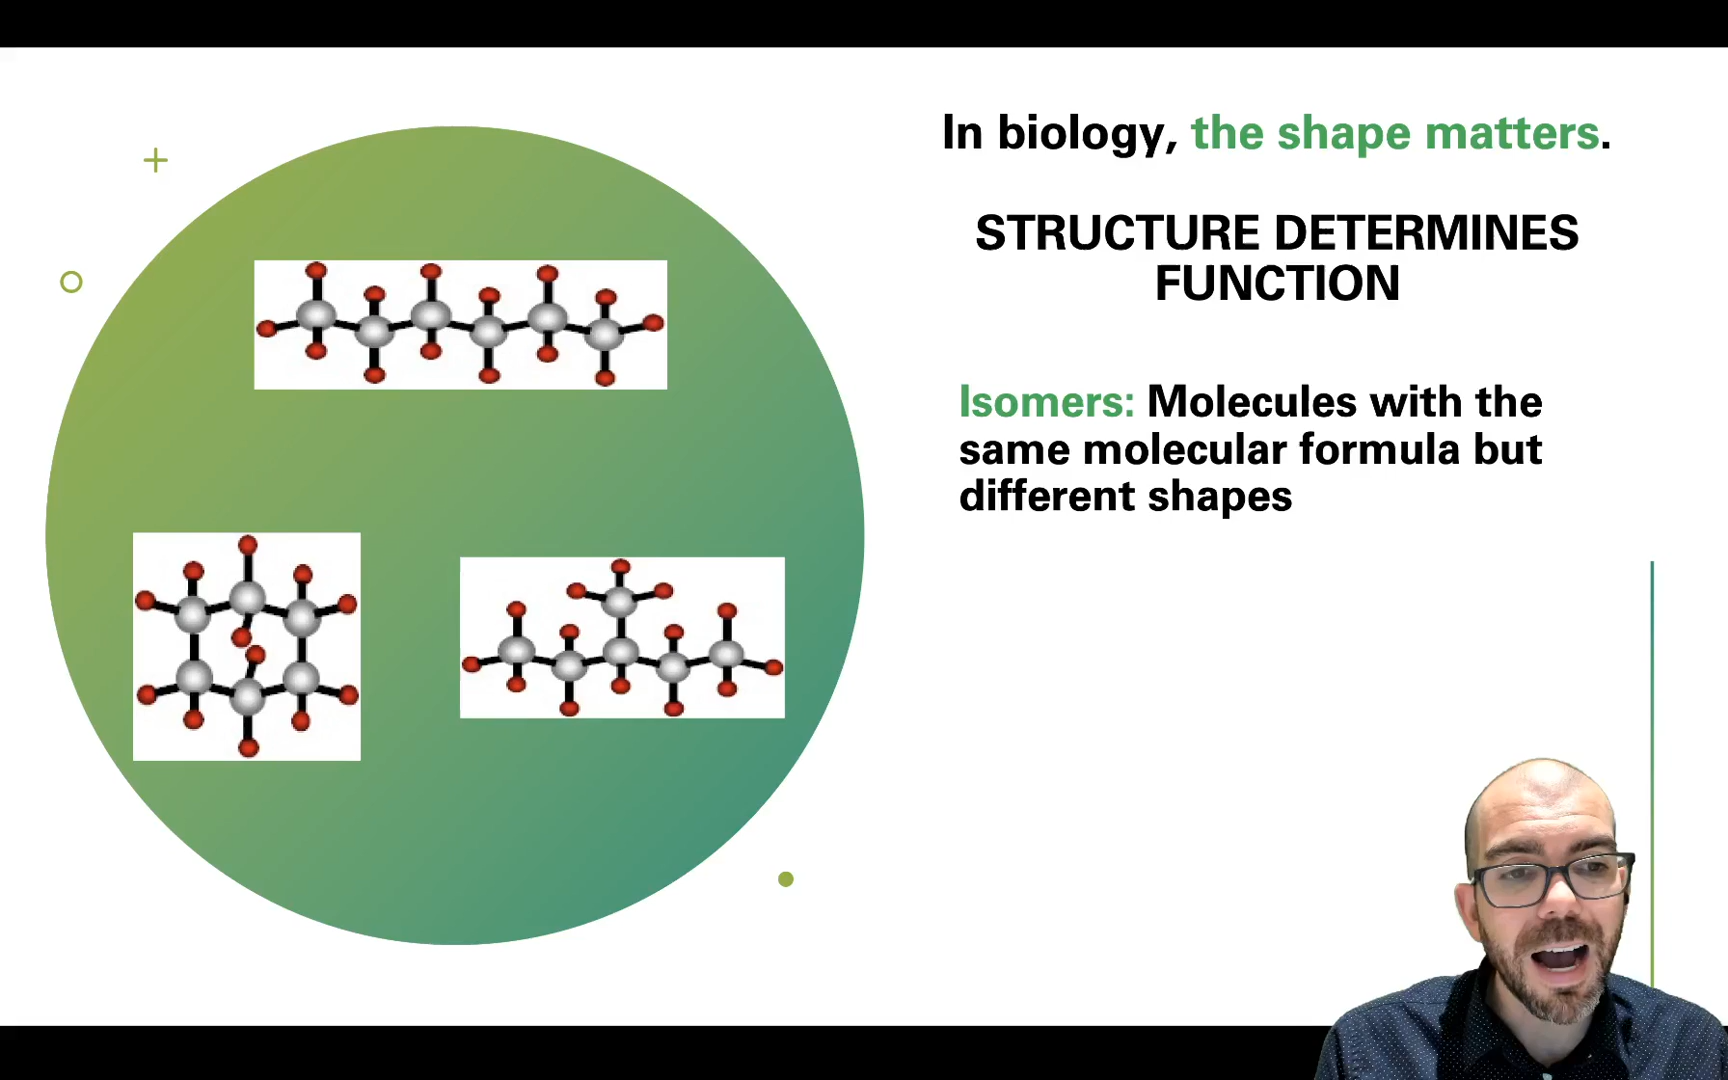 In biology, the shape matters.
STRUCTURE DETERMINES
FUNCTION
Isomers: Molecules with the
same molecular formula but
different shapes